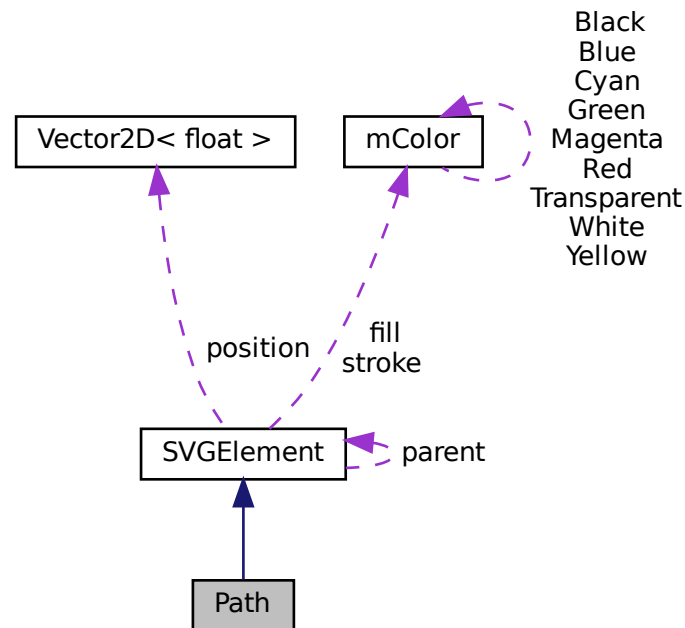 Black
Blue
Cyan
Green
Magenta
Red
Transparent
White
Yellow
Vector2D< float >
mColor
position
fill
stroke
SVGElement
parent
Path